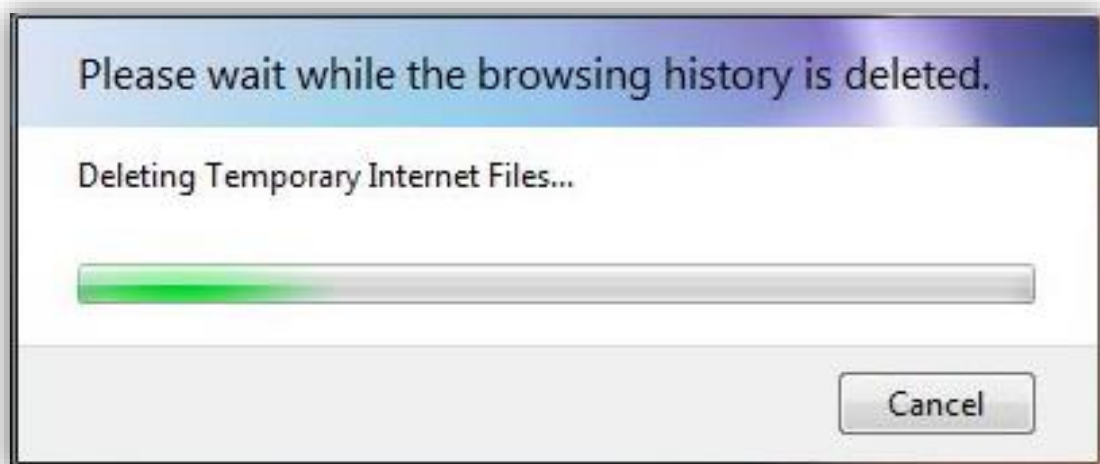 Please wait while the browsing history is deleted.
Deleting Temporary Internet Files...
Cancel